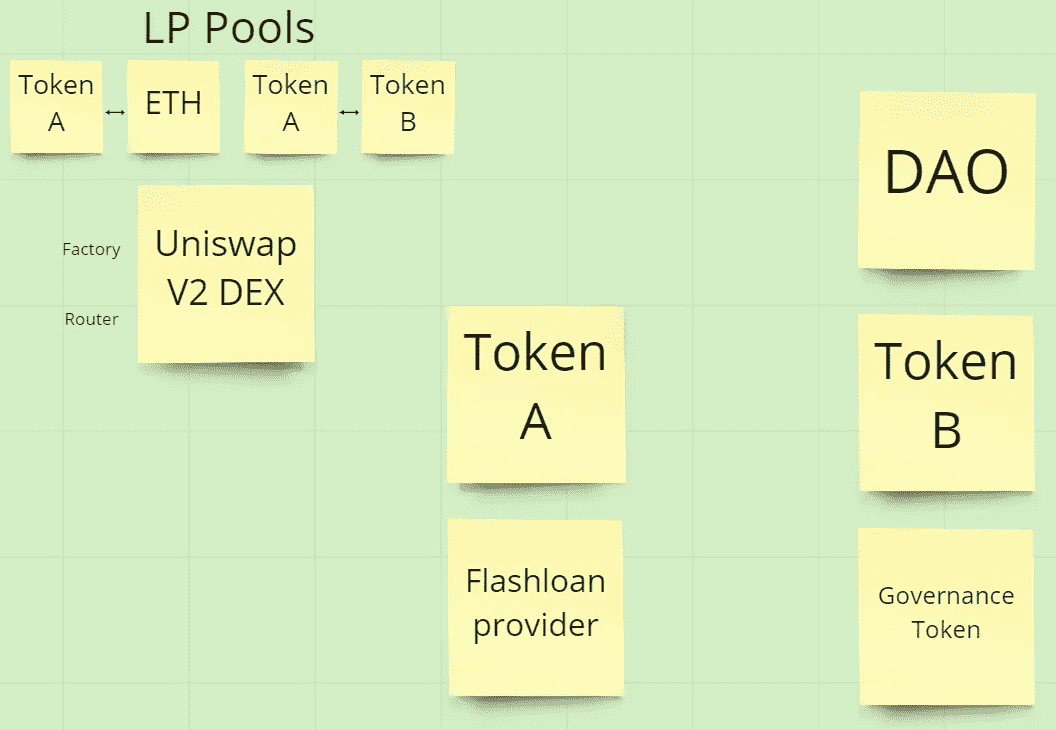 LP Pools
Token
A
ETH
Token
A
Token
B
Factory
Router
Uniswap
V2 DEX
Token
A
Flashloan
provider
DAO
Token
B
Governance
Token